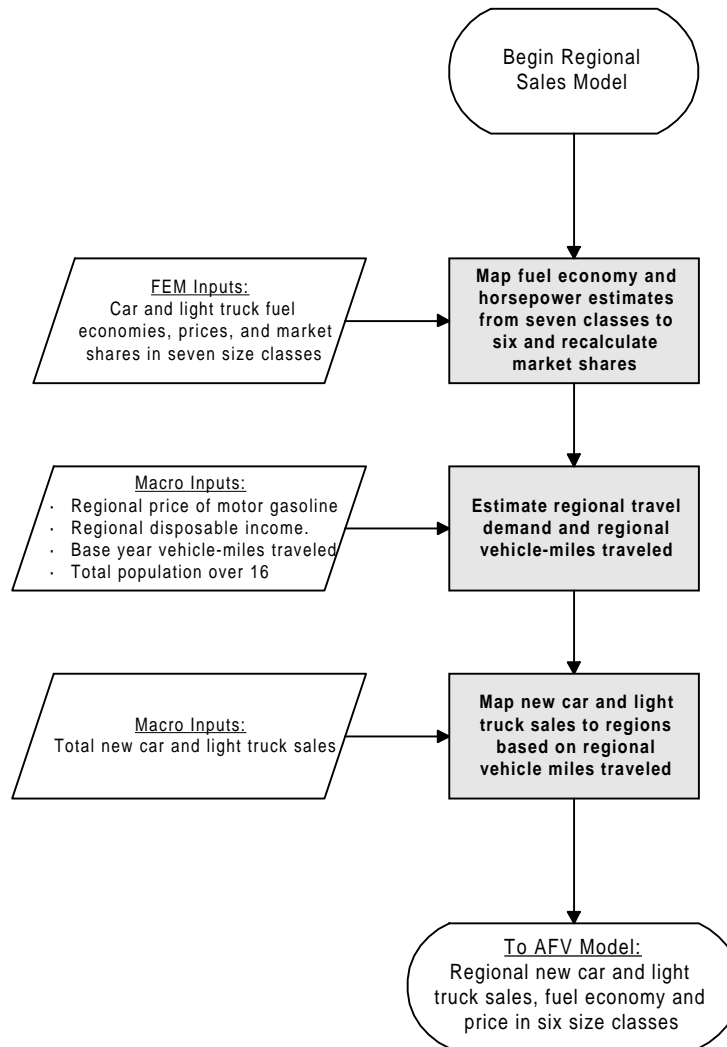 Begin Regional
Sales Model
FEM Inputs:
Car and light truck fuel
economies, prices, and market
shares in seven size classes
Map fuel economy and
horsepower estimates
from seven classes to
six and recalculate
market shares
Macro Inputs:
· Regional price of motor gasoline
· Regional disposable income.
· Base year vehicle-miles traveled
· Total population over 16
Estimate regional travel
demand and regional
vehicle-miles traveled
Macro Inputs:
Total new car and light truck sales
Map new car and light
truck sales to regions
based on regional
vehicle miles traveled
To AFV Model:
Regional new car and light
truck sales, fuel economy and
price in six size classes